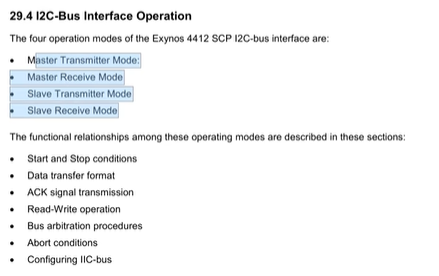 29.4 I2C-Bus Interface Operation
The four operation modes of the Exynos 4412 SCP I2C-bus interface are:
• Master Transmitter Mode:
• Master Receive Mode
• Slave Transmitter Mode
• Slave Receive Mode
The functional relationships among these operating modes are described in these sections:
• Start and Stop conditions
• Data transfer format
• ACK signal transmission
• Read-Write operation
• Bus arbitration procedures
• Abort conditions
• Configuring IIC-bus